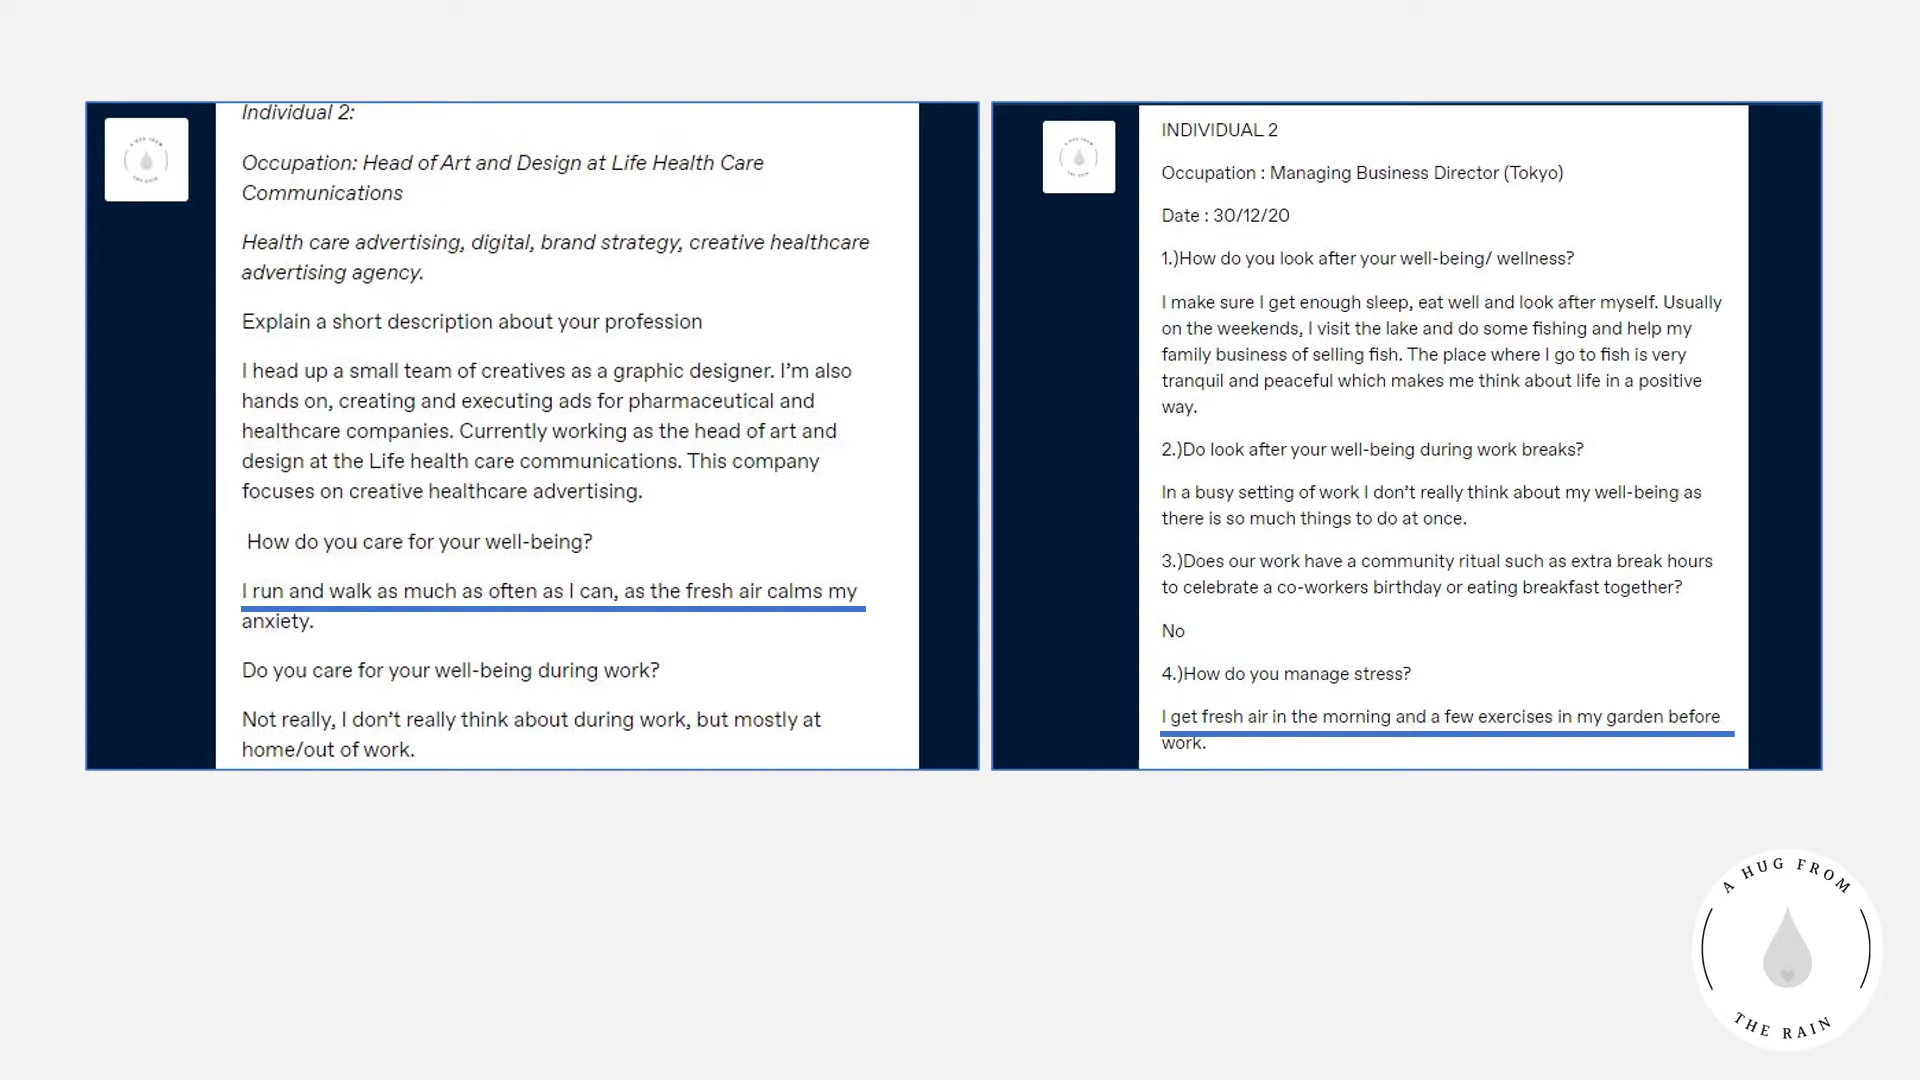 Individual 2:
Occupation: Head of Art and Design at Life Health Care
Communications
Health care advertising, digital, brand strategy, creative healthcare
advertising agency.
Explain a short description about your profession
I head up a small team of creatives as a graphic designer. I’m also
hands on, creating and executing ads for pharmaceutical and
healthcare companies. Currently working as the head of art and
design at the Life health care communications. This company
focuses on creative healthcare advertising.
How do you care for your well-being?
I run and walk as much as often as I can, as the fresh air calms my
anxiety.
Do you care for your well-being during work?
Not really, I don’t really think about during work, but mostly at
home/out of work.
A HUG FROM
THE RAIN
INDIVIDUAL 2
Occupation : Managing Business Director (Tokyo)
Date : 30/12/20
1.)How do you look after your well-being/ wellness?
I make sure I get enough sleep, eat well and look after myself. Usually
on the weekends, I visit the lake and do some fishing and help my
family business of selling fish. The place where I go to fish is very
tranquil and peaceful which makes me think about life in a positive
way.
2.)Do look after your well-being during work breaks?
In a busy setting of work I don’t really think about my well-being as
there is so much things to do at once.
3.)Does our work have a community ritual such as extra break hours
to celebrate a co-workers birthday or eating breakfast together?
No
4.)How do you manage stress?
I get fresh air in the morning and a few exercises in my garden before
work.
A HUG FROM
THE RAIN
A HUG FROM
THE RAIN